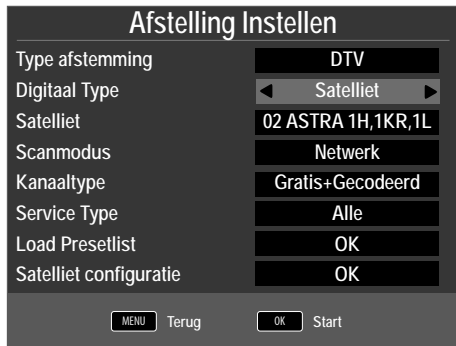 Afstelling Instellen
Type afstemming DTV
Digitaal Type Satelliet
Satelliet 02 ASTRA 1H,1KR,1L
Scanmodus Netwerk
Kanaaltype Gratis+Gecodeerd
Service Type Alle
Load Presetlist OK
Satelliet configuratie OK
MENU Terug OK Start